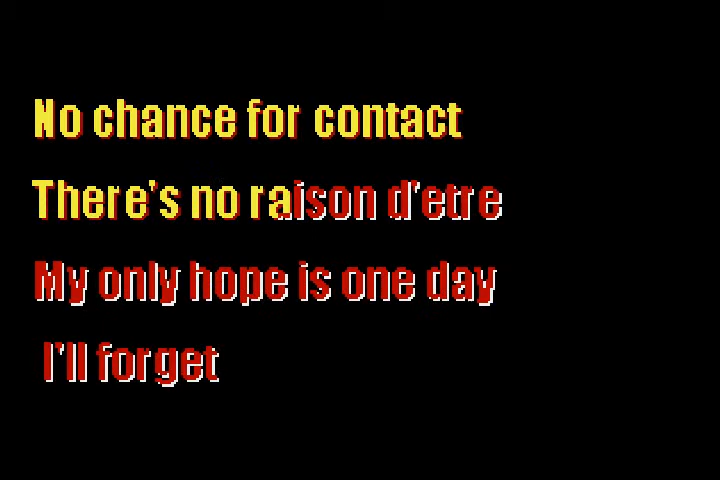 No chance for contact
There's no raison d'etre
My only hope is one day
I'll forget